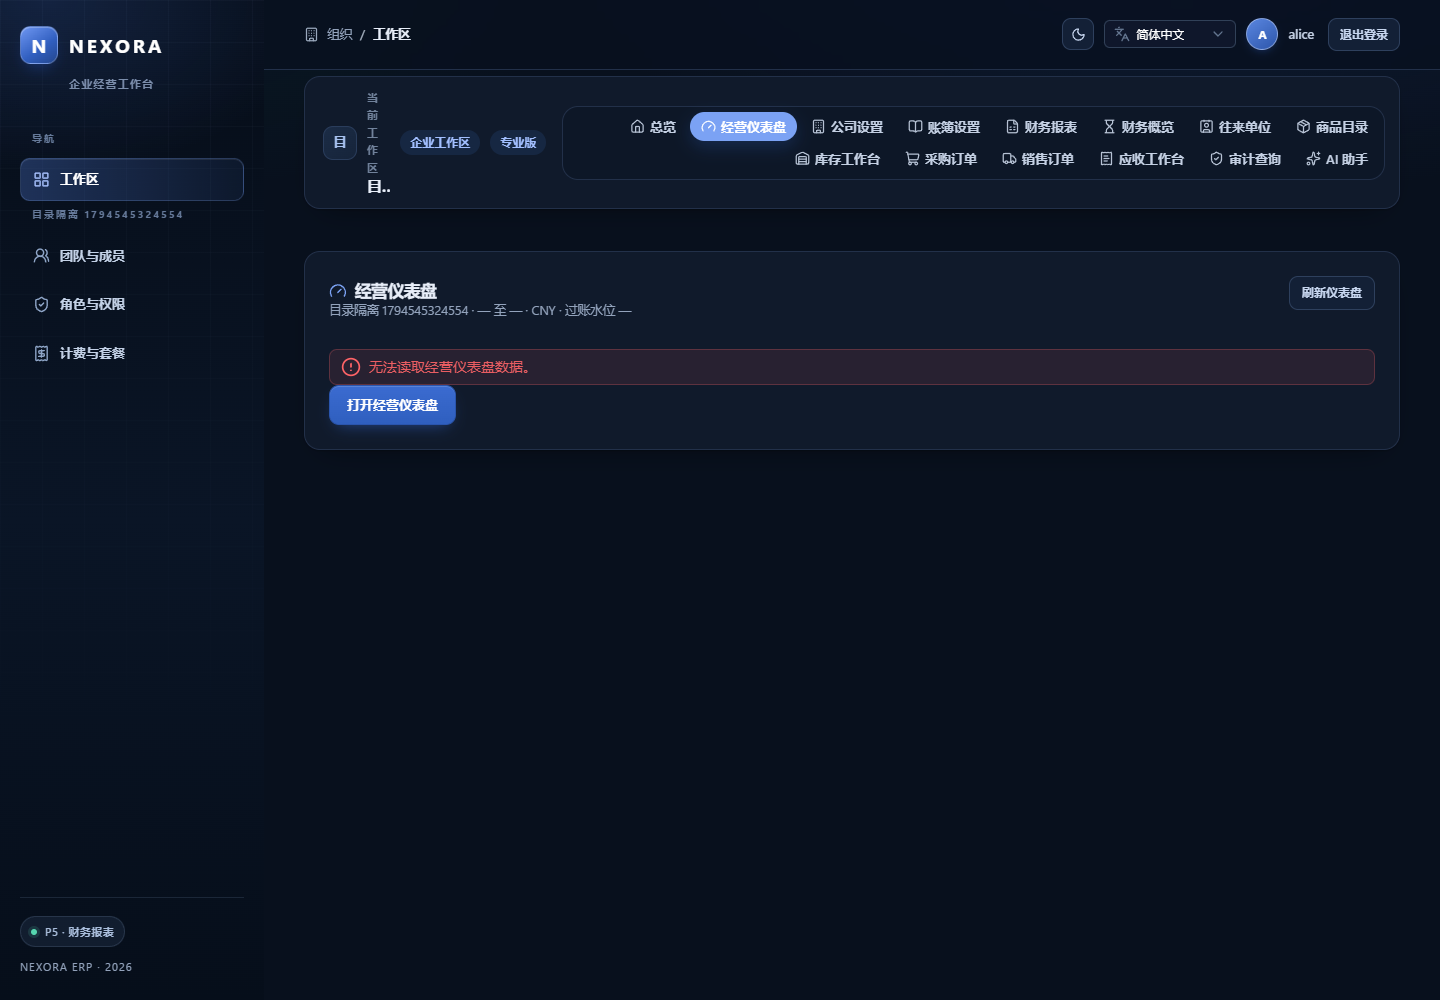 N NEXORA
企业经营工作台
导航
工作区
目录隔离 1794545324554
团队与成员
角色与权限
计费与套餐
P5 · 财务报表
NEXORA ERP · 2026
组织 / 工作区
简体中文
A alice
退出登录
目
当前工作区
目..
企业工作区
专业版
总览 经营仪表盘 公司设置 账簿设置 财务报表 财务概览 往来单位 商品目录
库存工作台 采购订单 销售订单 应收工作台 审计查询 AI 助手
经营仪表盘
目录隔离 1794545324554 · — 至 — · CNY · 过账水位 —
刷新仪表盘
无法读取经营仪表盘数据。
打开经营仪表盘